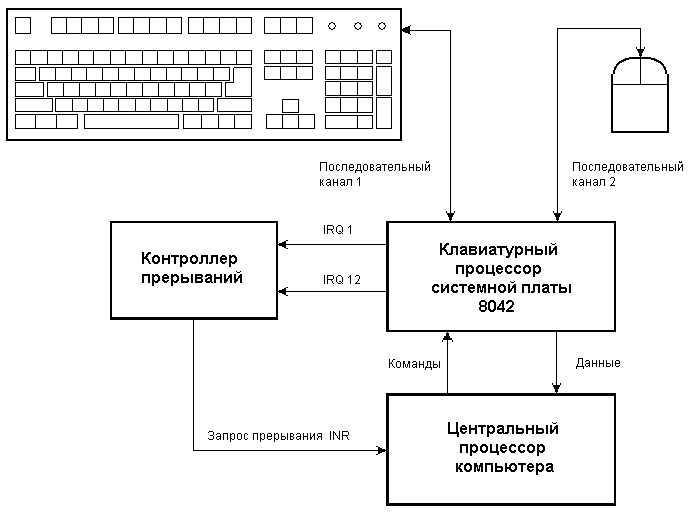 Последовательный
канал 1
Последовательный
канал 2
IRQ 1
Контроллер
прерываний
IRQ 12
Клавиатурный
процессор
системной платы
8042
Команды
Данные
Запрос прерывания INR
Центральный
процессор
компьютера